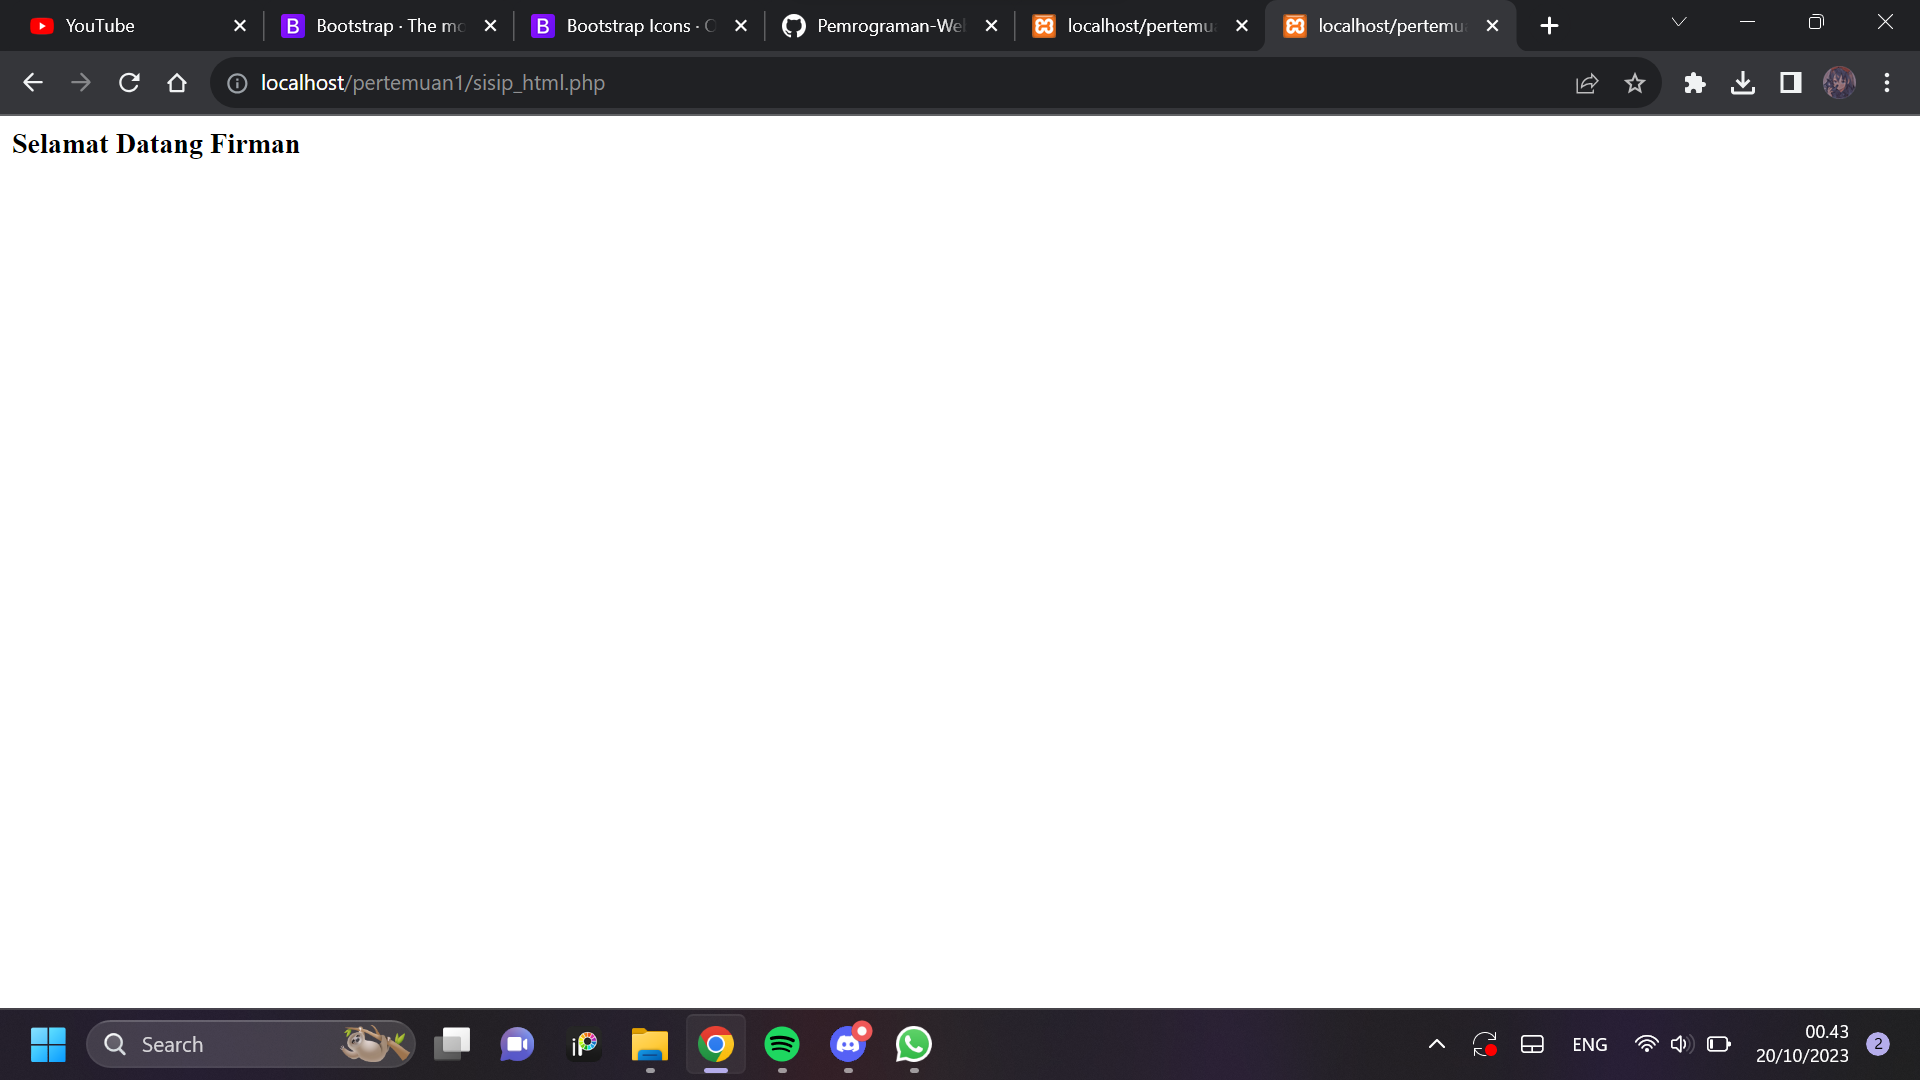 YouTube
Bootstrap · The mo
Bootstrap Icons · O
Pemrograman-We
localhost/pertemu
localhost/pertemu
localhost/pertemuan1/sisip_html.php
Selamat Datang Firman
Search
ENG
00.43
20/10/2023
2